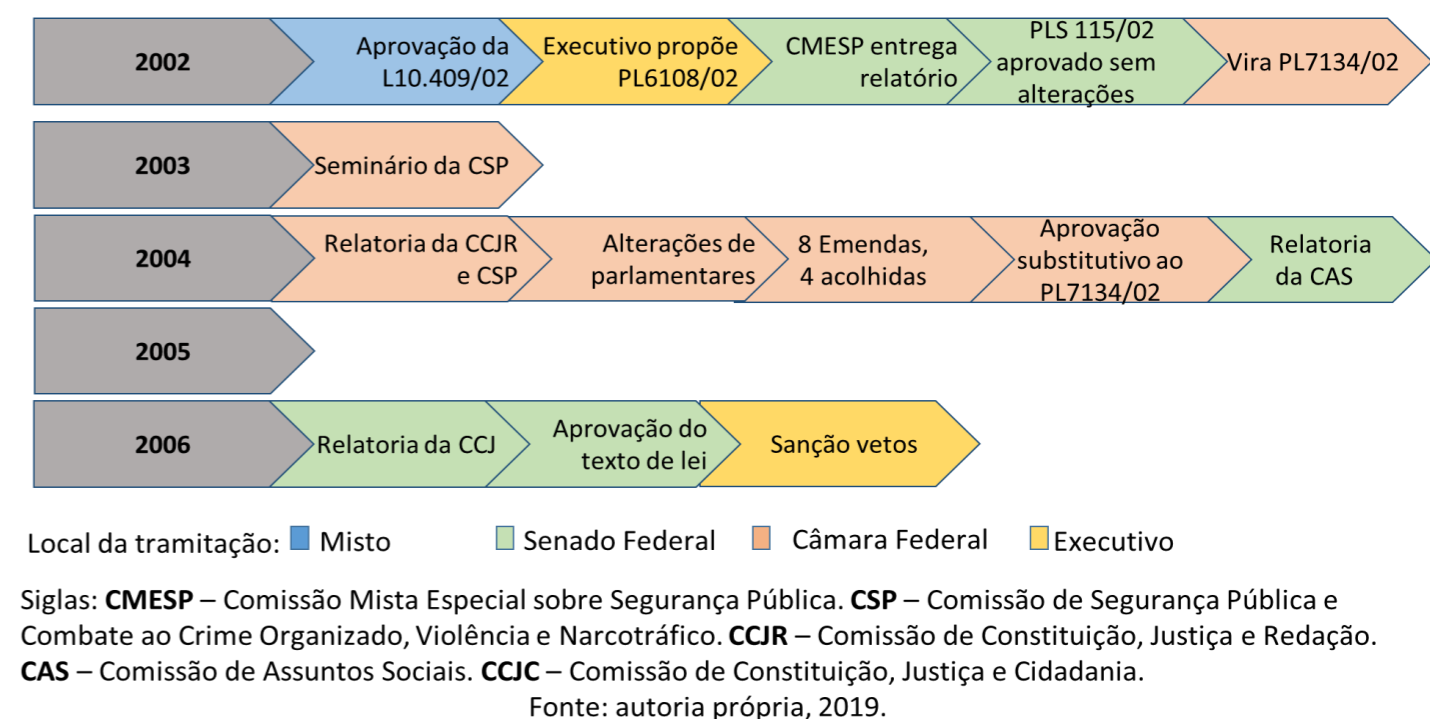 2002
Aprovação da
L10.409/02
Executivo propõe
PL6108/02
CMESP entrega
relatório
PLS 115/02
aprovado sem
alterações
Vira PL7134/02
2003
Seminário da CSP
2004
Relatoria da CCJR
e CSP
Alterações de
parlamentares
8 Emendas,
4 acolhidas
Aprovação
substitutivo ao
PL7134/02
Relatoria
da CAS
2005
2006
Relatoria da CCJ
Aprovação do
texto de lei
Sanção vetos
Local da tramitação: Misto Senado Federal Câmara Federal Executivo
Siglas: CMESP – Comissão Mista Especial sobre Segurança Pública. CSP – Comissão de Segurança Pública e
Combate ao Crime Organizado, Violência e Narcotráfico. CCJR – Comissão de Constituição, Justiça e Redação.
CAS – Comissão de Assuntos Sociais. CCJC – Comissão de Constituição, Justiça e Cidadania.
Fonte: autoria própria, 2019.